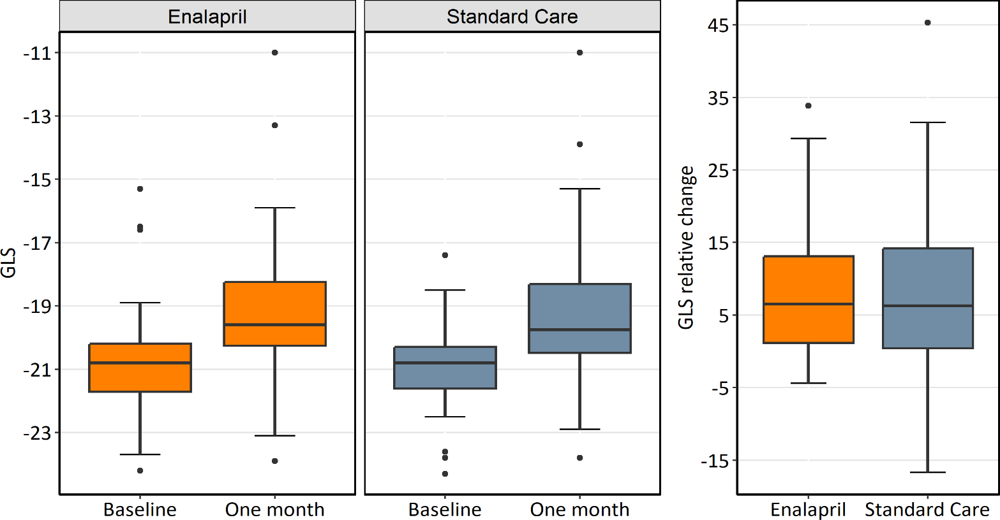 Enalapril
Standard Care
GLS
-11
-13
-15
-17
-19
-21
-23
Baseline
One month
Baseline
One month
GLS relative change
45
35
25
15
5
-5
-15
Enalapril
Standard Care